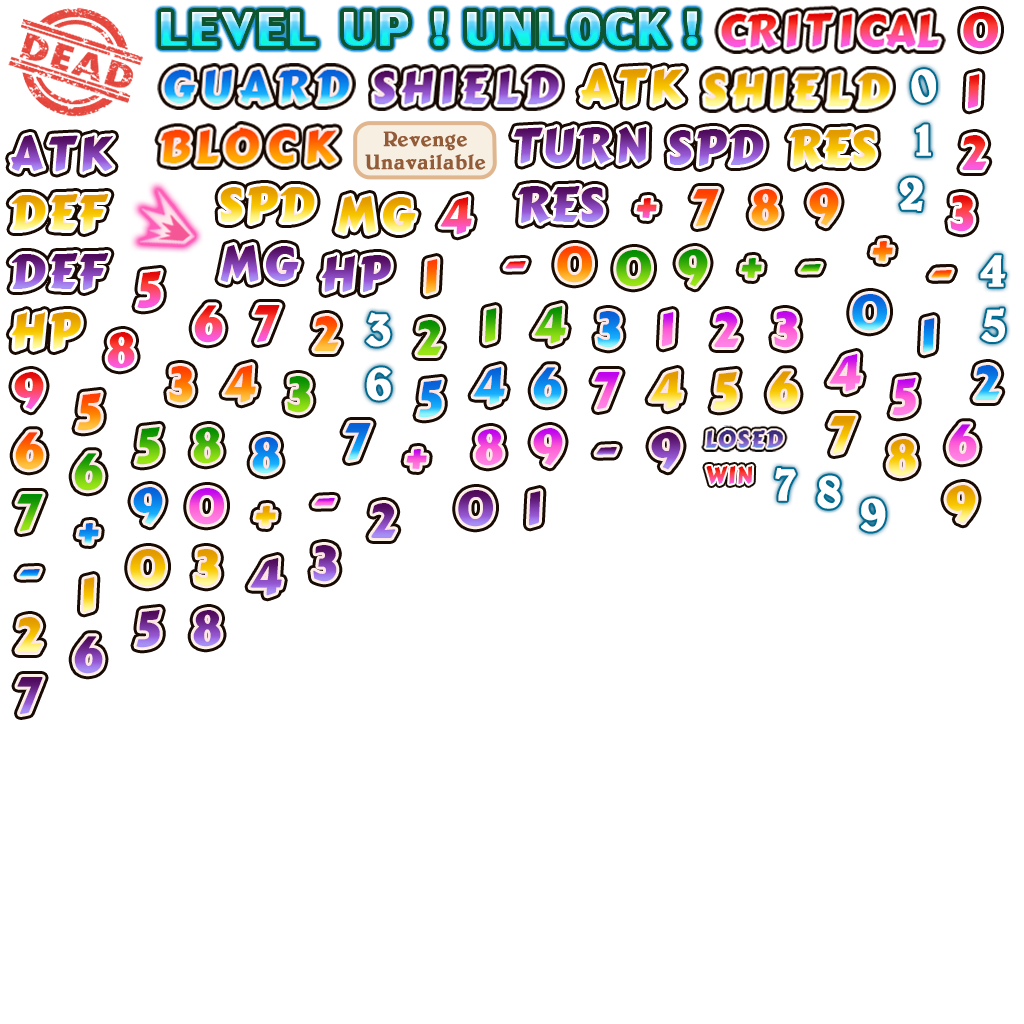 DEAD LEVEL UP ! UNLOCK ! CRITICAL 0
GUARD SHIELD ATK SHIELD 0 1
ATK BLOCK Revenge TURN SPD RES 1 2
Unavailable
DEF SPD MG 4 RES + 7 8 9 2 3
DEF 5 MG HP 1 - 0 0 9 + - + - 4
HP 8 6 7 2 3 2 1 4 3 1 2 3 0 1 5
9 5 3 4 3 6 5 4 6 7 4 5 6 4 5 2
6 6 5 8 8 7 + 8 9 - 9 LOSED 7 8 6
WIN 7 8 9
7 + 9 0 + - 2 0 1 9
- 1 0 3 4 3
2 6 5 8
7